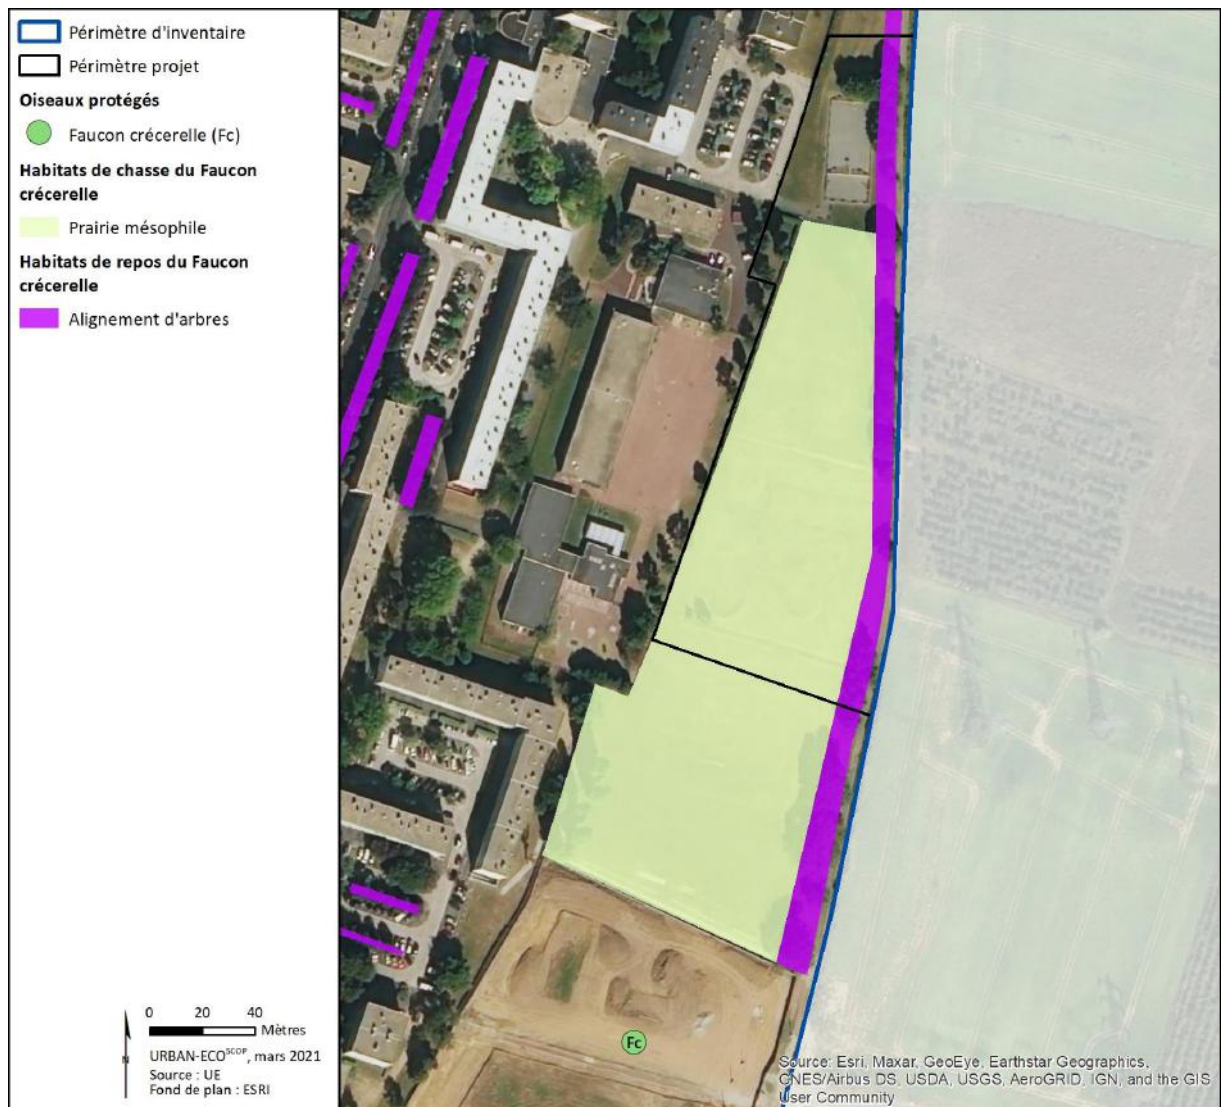 Périmètre d'inventaire
Périmètre projet
Oiseaux protégés
Faucon crécerelle (Fc)
Habitats de chasse du Faucon
crécerelle
Prairie mésophile
Habitats de repos du Faucon
crécerelle
Alignement d'arbres
Fc
0 20 40
Mètres
N
URBAN-ECO SCOP, mars 2021
Source : UE
Fond de plan : ESRI
Source: Esri, Maxar, GeoEye, Earthstar Geographics,
CNES/Airbus DS, USDA, USGS, AeroGRID, IGN, and the GIS
User Community